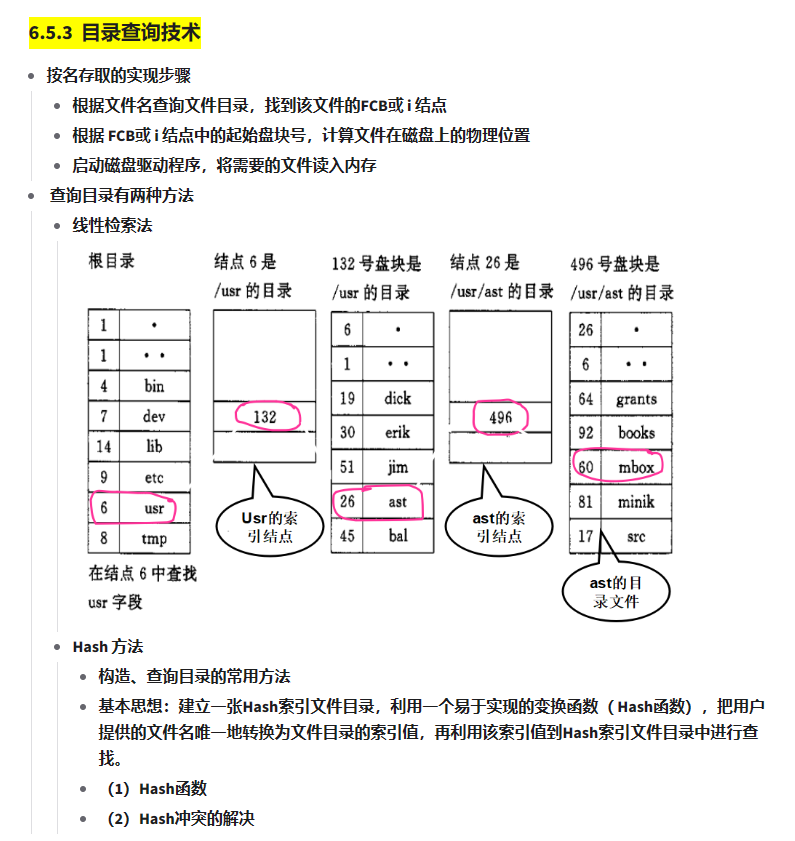 6.5.3 目录查询技术
按名存取的实现步骤
根据文件名查询文件目录，找到该文件的FCB或 i 结点
根据 FCB或 i 结点中的起始盘块号，计算文件在磁盘上的物理位置
启动磁盘驱动程序，将需要的文件读入内存
查询目录有两种方法
线性检索法
根目录
1 •
1 • •
4 bin
7 dev
14 lib
9 etc
6 usr
8 tmp
在结点 6 中查找
usr 字段
结点 6 是
/usr 的目录
132
Usr的索
引结点
132 号盘块是
/usr 的目录
6 •
1 • •
19 dick
30 erik
51 jim
26 ast
45 bal
结点 26 是
/usr/ast 的目录
496
ast的索
引结点
496 号盘块是
/usr/ast 的目录
26 •
6 • •
64 grants
92 books
60 mbox
81 minik
17 src
ast的目
录文件
Hash 方法
构造、查询目录的常用方法
基本思想：建立一张Hash索引文件目录，利用一个易于实现的变换函数（ Hash函数），把用户
提供的文件名唯一地转换为文件目录的索引值，再利用该索引值到Hash索引文件目录中进行查
找。
（1）Hash函数
（2）Hash冲突的解决